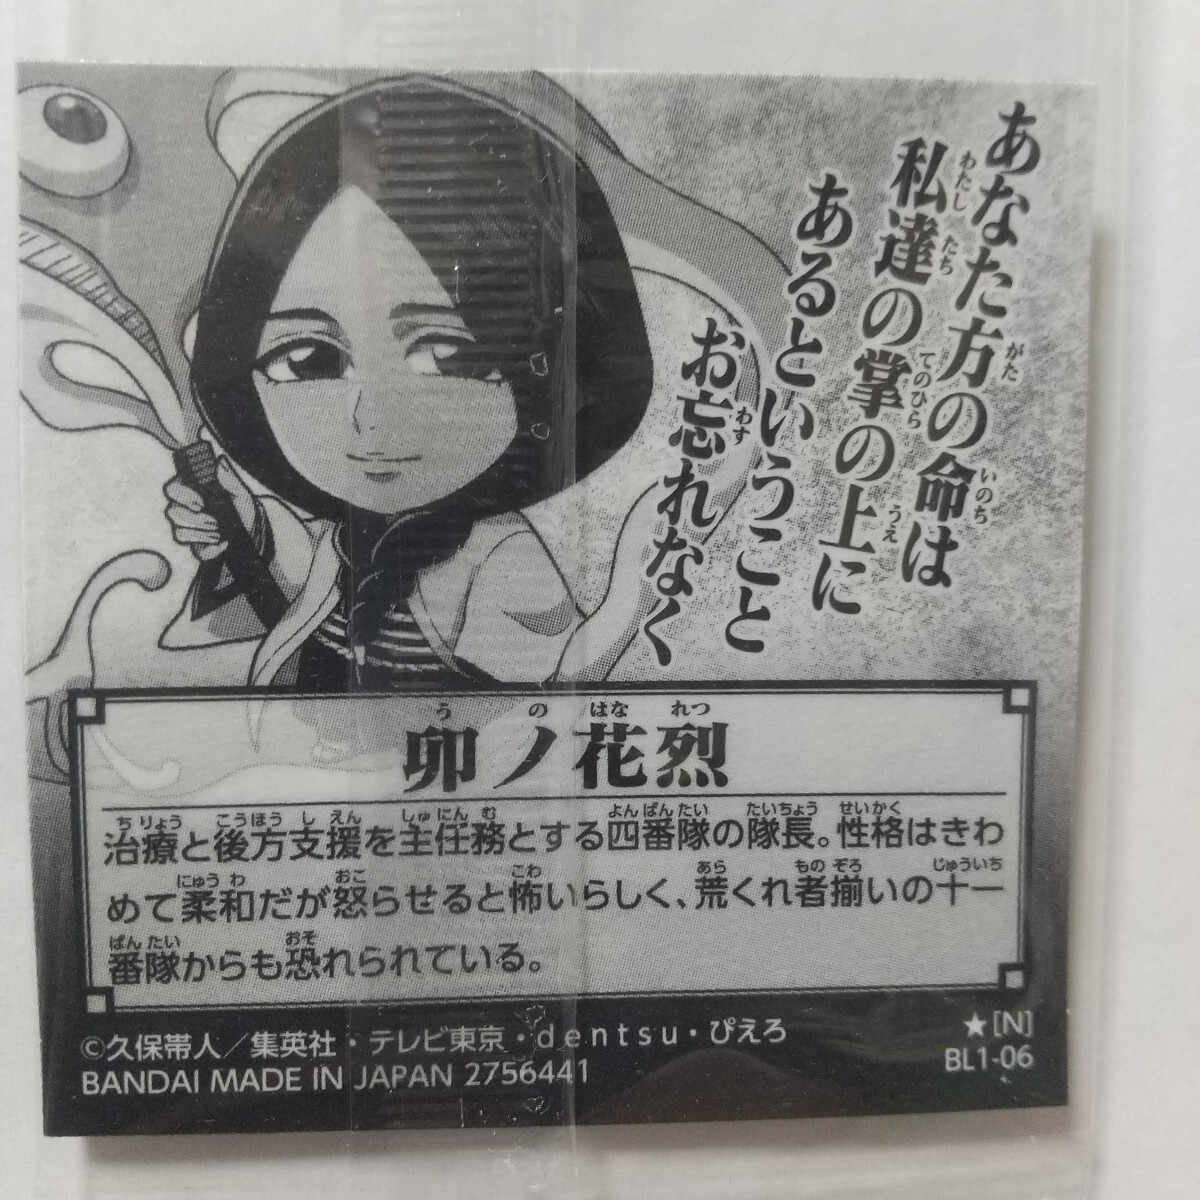 あなた方の命は
私達の掌の上に
あるということ
お忘れなく
卯ノ花烈
治療と後方支援を主任務とする四番隊の隊長。性格はきわ
めて柔和だが怒らせると怖いらしく、荒くれ者揃いの十一
番隊からも恐れられている。
©久保帯人／集英社・テレビ東京・dentsu・ぴえろ
BANDAI MADE IN JAPAN 2756441
★[N]
BL1-06